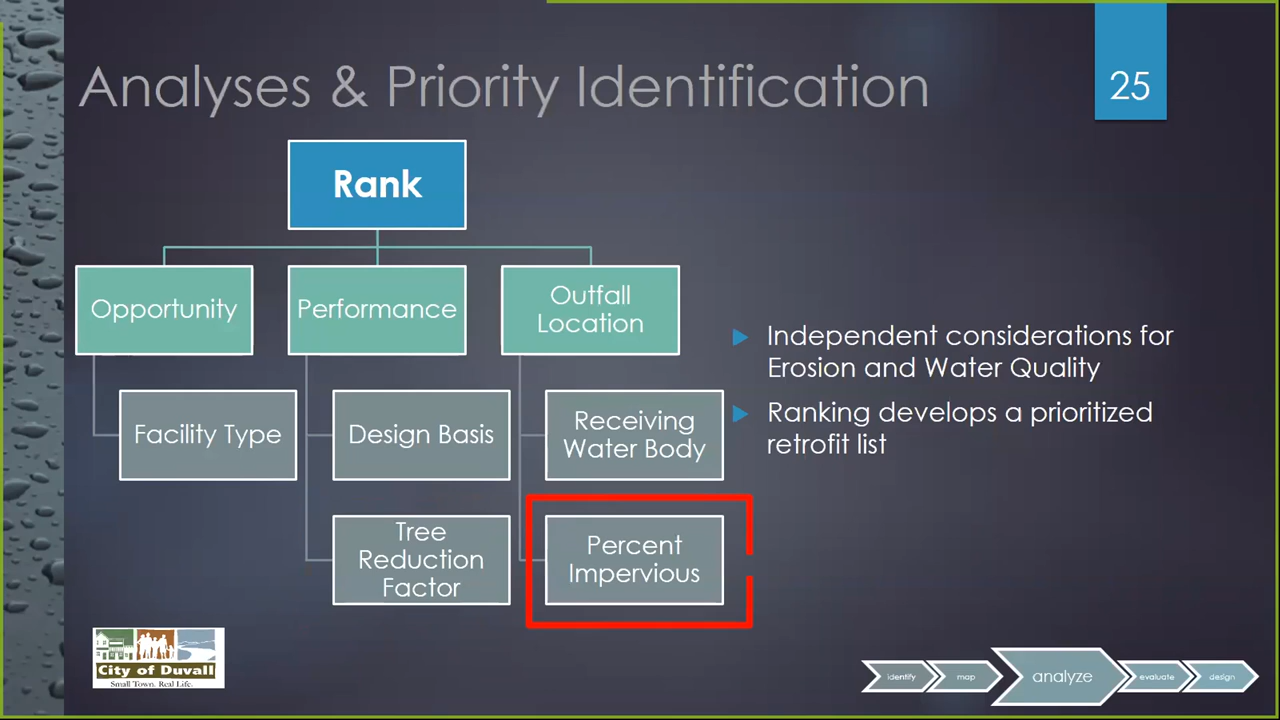 Analyses & Priority Identification
25
Rank
Opportunity
Performance
Outfall
Location
Facility Type
Design Basis
Receiving
Water Body
Tree
Reduction
Factor
Percent
Impervious
Independent considerations for
Erosion and Water Quality
Ranking develops a prioritized
retrofit list
City of Duvall
Small Town. Real Life.
identify
map
analyze
evaluate
design